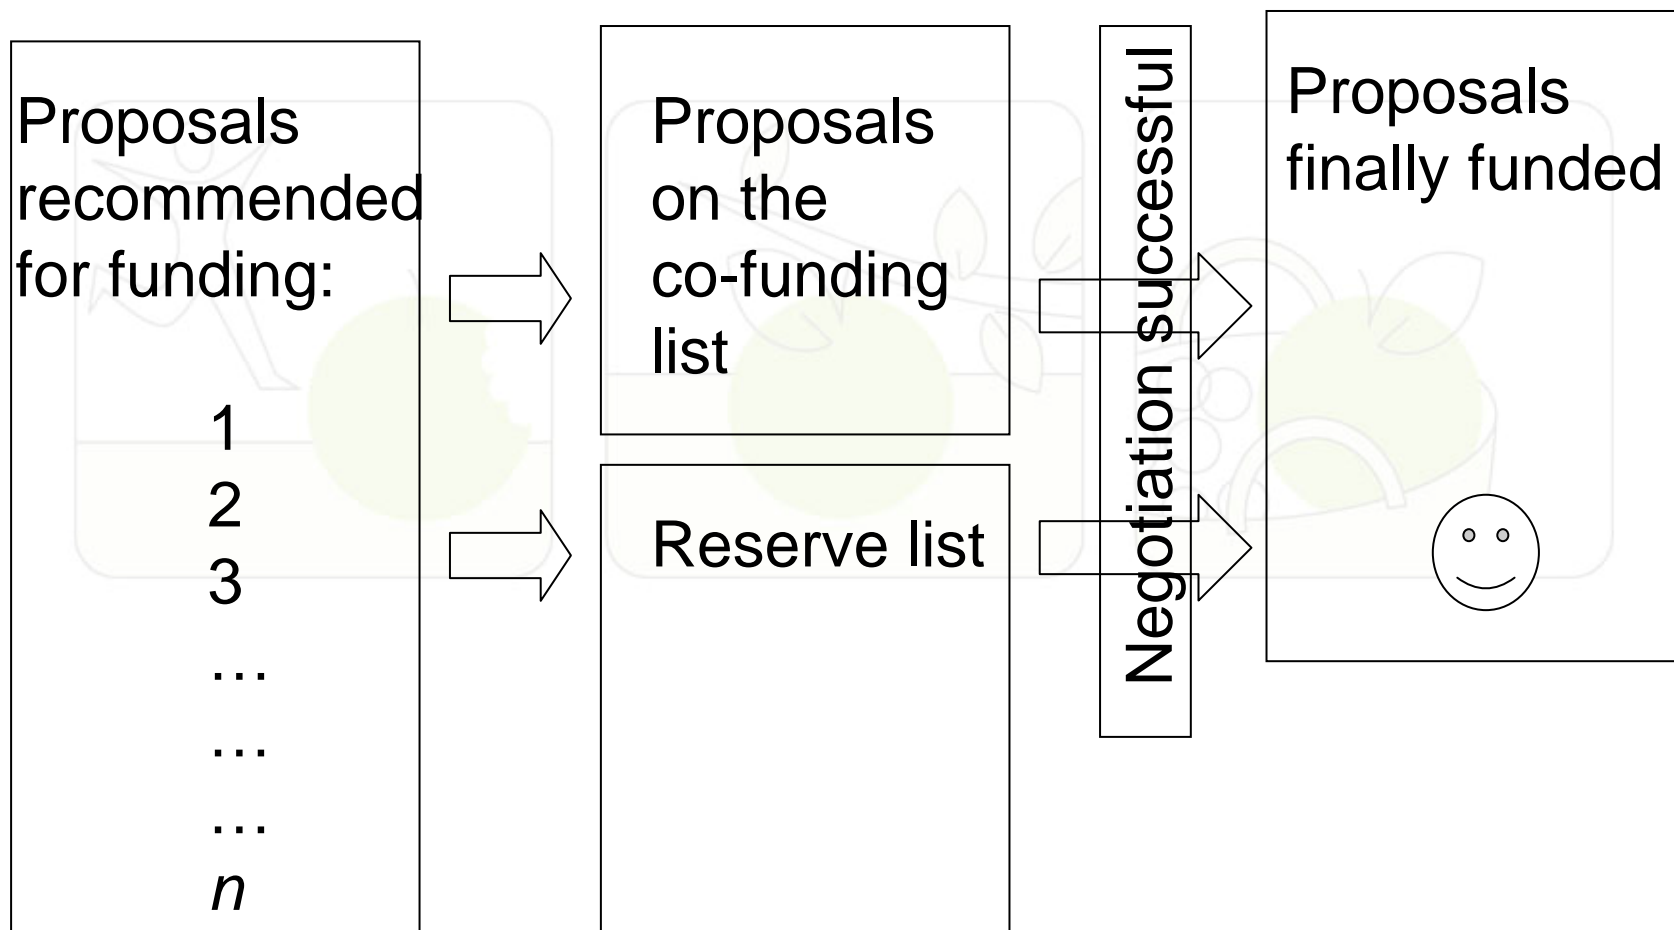 Proposals
recommended
for funding:
1
2
3
…
…
…
n
Proposals
on the
co-funding
list
Reserve list
Negotiation successful
Proposals
finally funded